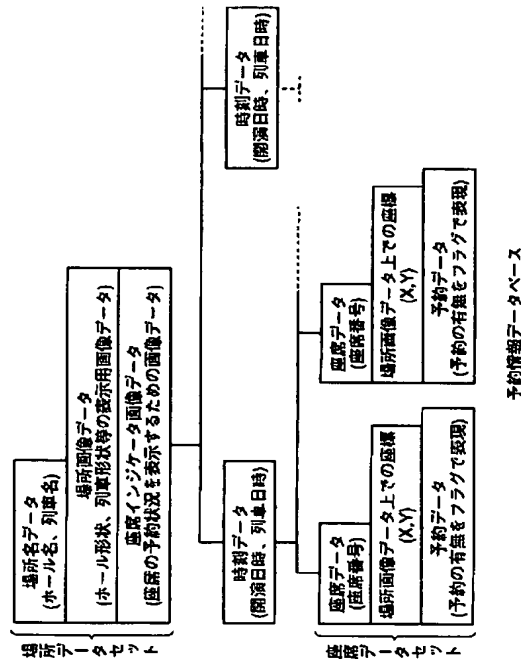 場所データセット
場所名データ
(ホール名、列車名)
場所画像データ
(ホール形状、列車形状等の表示用画像データ)
座席インジケータ画像データ
(座席の予約状況を表示するための画像データ)
時刻データ
(開演日時、列車日時)
時刻データ
(開演日時、列車日時)
座席データセット
座席データ
(座席番号)
場所画像データ上での座標
(X,Y)
予約データ
(予約の有無をフラグで表現)
座席データ
(座席番号)
場所画像データ上での座標
(X,Y)
予約データ
(予約の有無をフラグで表現)
予約情報データベース